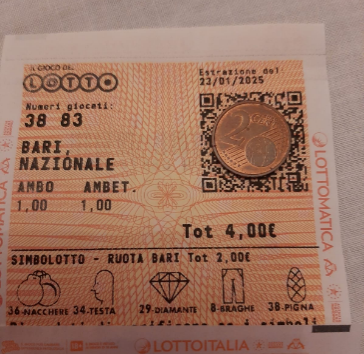 IL GIOCO DEL
LOTTO
Estrazione del
23/01/2025
Numeri giocati:
38 83
BARI,
NAZIONALE
AMBO AMBET.
1,00 1,00
Tot 4,00€
SIMBOLOTTO - RUOTA BARI Tot 2,00€
36-NACCHERE 34-TESTA 29-DIAMANTE 8-BRAGHE 38-PIGNA
LOTTOMATICA
LOTTOMATICA
LOTTOITALIA